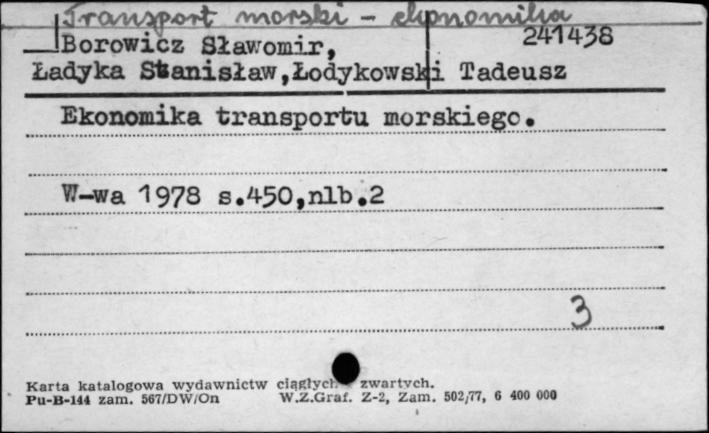 Transport morski – ekonomika
241438
Borowicz Sławomir,
Ładyka Stanisław, Łodykowski Tadeusz
Ekonomika transportu morskiego.
W-wa 1978 s.450,nlb.2
3
Karta katalogowa wydawnictw ciągłych zwartych.
Pu-B-144 zam. 567/DW/On W.Z.Graf. Z-2, Zam. 502/77, 6 400 000